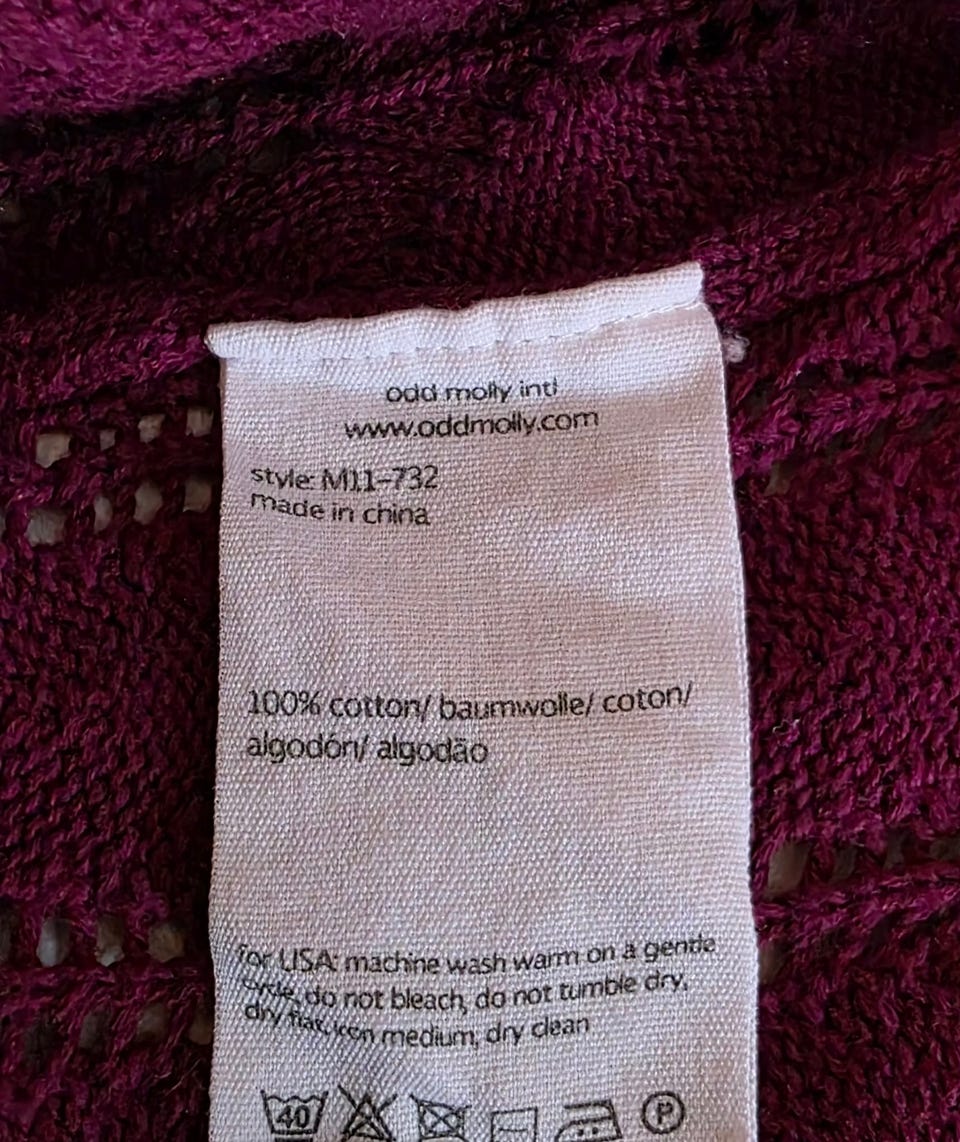 odd molly intl
www.oddmolly.com
style: M11-732
made in china
100% cotton/ baumwolle/ coton/
algodón/ algodão
for USA: machine wash warm on a gentle
cycle, do not bleach, do not tumble dry,
dry flat, iron medium, dry clean
40 P